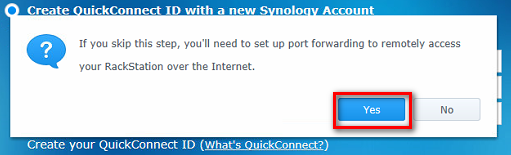 Create QuickConnect ID with a new Synology Account
?
If you skip this step, you'll need to set up port forwarding to remotely access
your RackStation over the Internet.
Yes No
Create your QuickConnect ID (What's QuickConnect?)